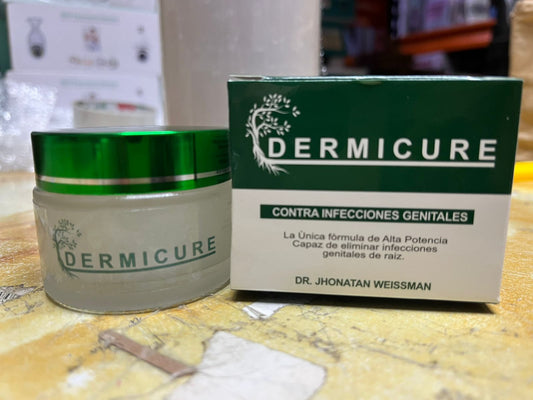 DERMICURE
DERMICURE
CONTRA INFECCIONES GENITALES
La Única fórmula de Alta Potencia
Capaz de eliminar infecciones
genitales de raiz.
DR. JHONATAN WEISSMAN